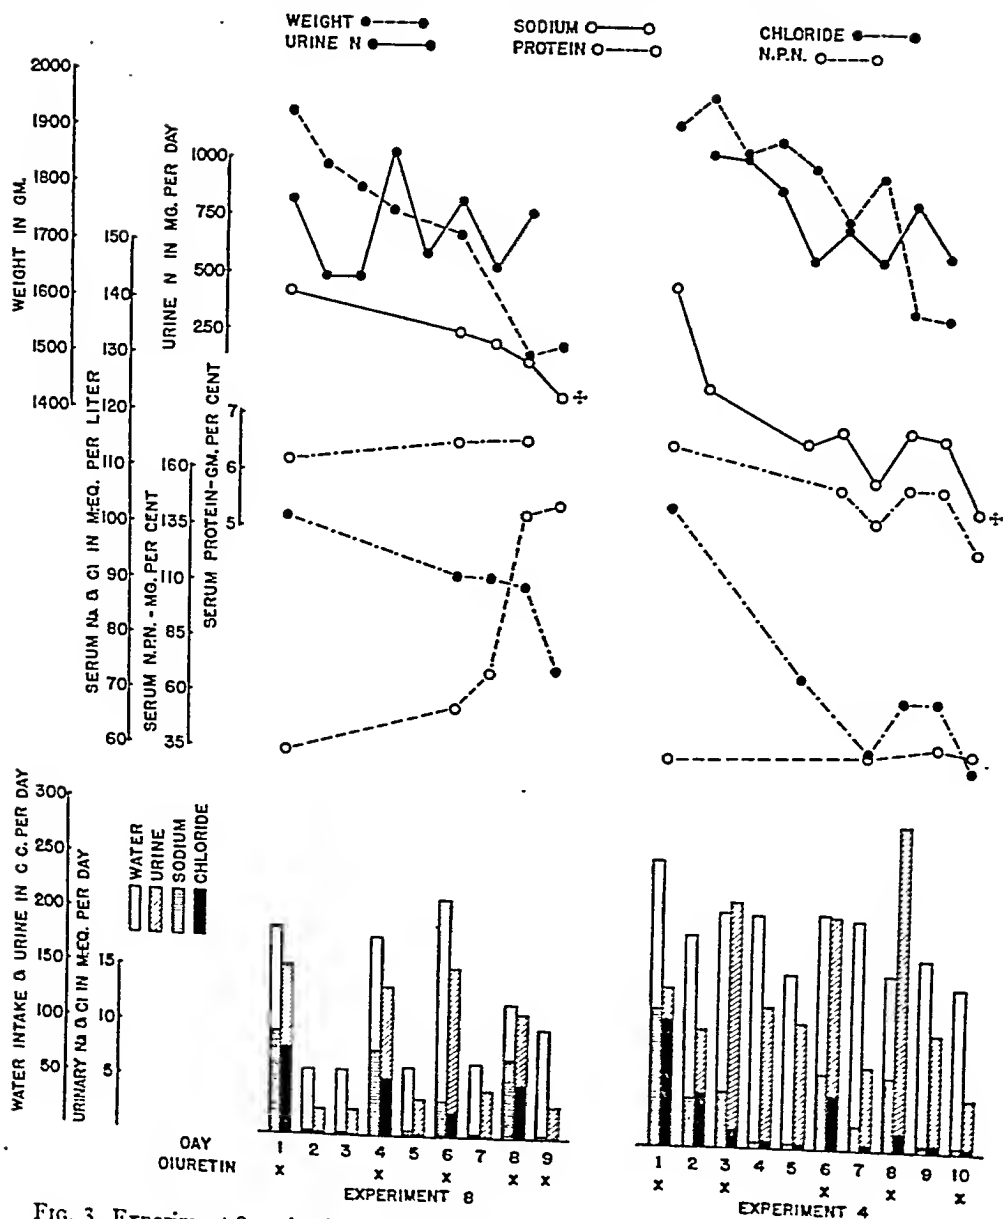 WEIGHT
URINE N
SODIUM
PROTEIN
CHLORIDE
N.P.N.
WEIGHT IN GM.
2000
1900
1800
1700
1600
1500
1400
SERUM Na & Cl IN M.EQ. PER LITER
150
140
130
120
110
100
90
80
70
60
URINE N IN MG. PER DAY
1000
750
500
250
SERUM N.P.N. - MG. PER CENT
160
135
110
85
60
35
SERUM PROTEIN-GM. PER CENT
7
6
5
WATER INTAKE & URINE IN C C. PER DAY
300
250
200
150
100
50
URINARY Na & Cl IN M.EQ. PER DAY
15
10
5
WATER
URINE
SODIUM
CHLORIDE
OAY 1 2 3 4 5 6 7 8 9 1 2 3 4 5 6 7 8 9 10
OIURETIN x x x x x x x x x x
EXPERIMENT 8 EXPERIMENT 4
FIG. 3. EXPERIMENT 8